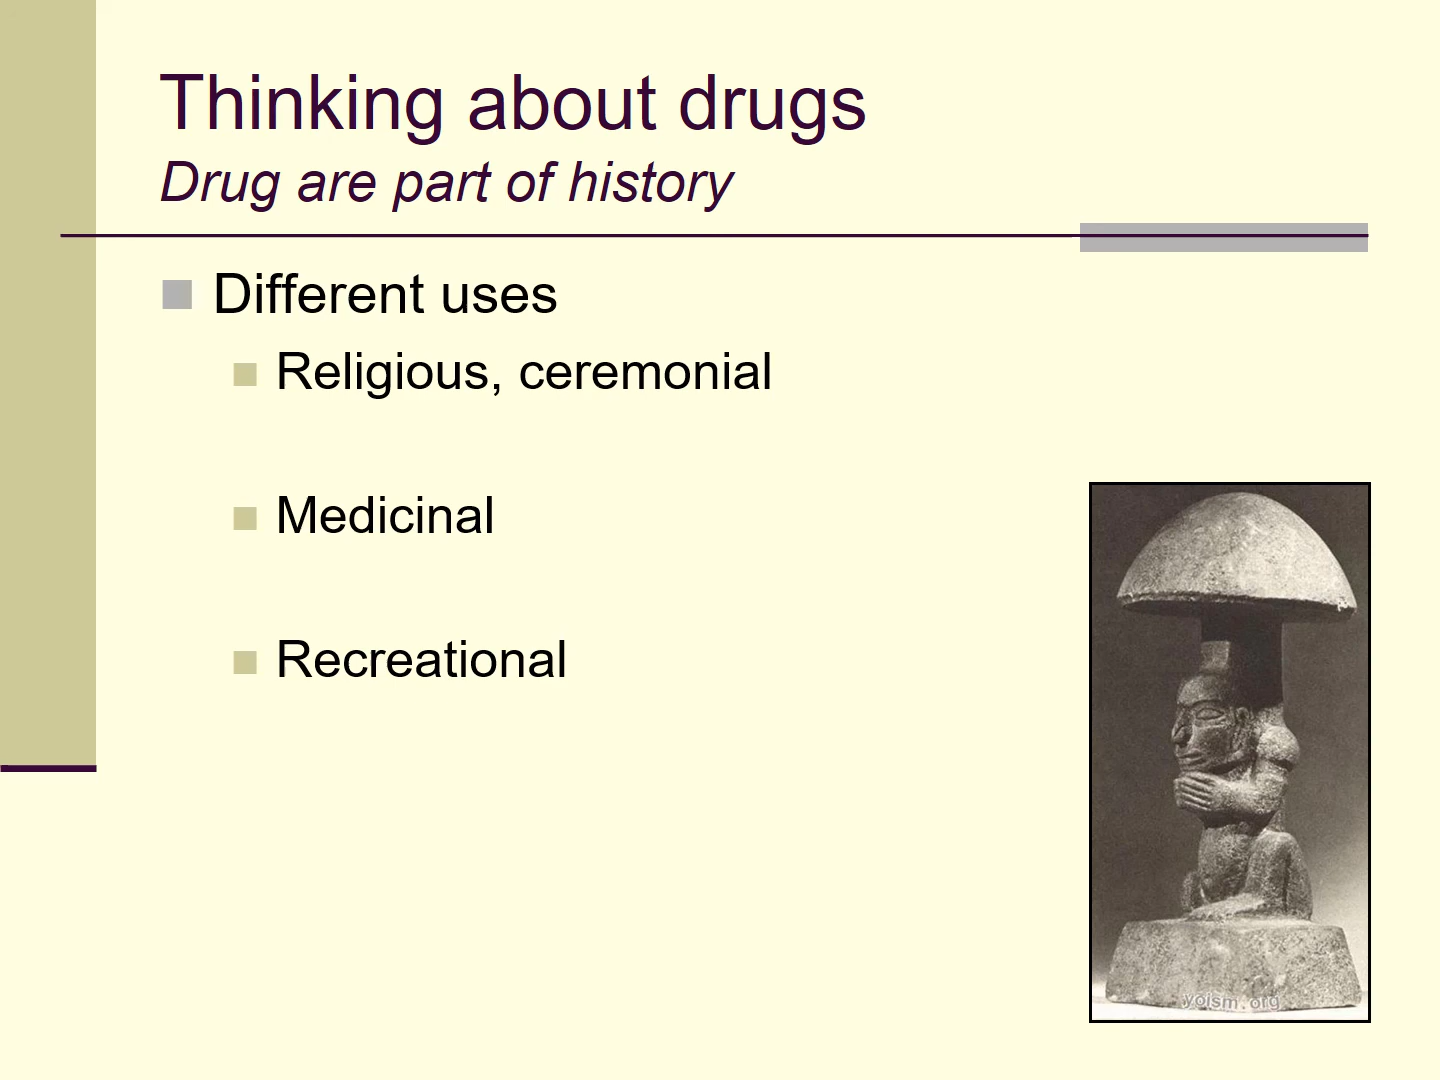 Thinking about drugs
Drug are part of history
Different uses
Religious, ceremonial
Medicinal
Recreational
yoism.org